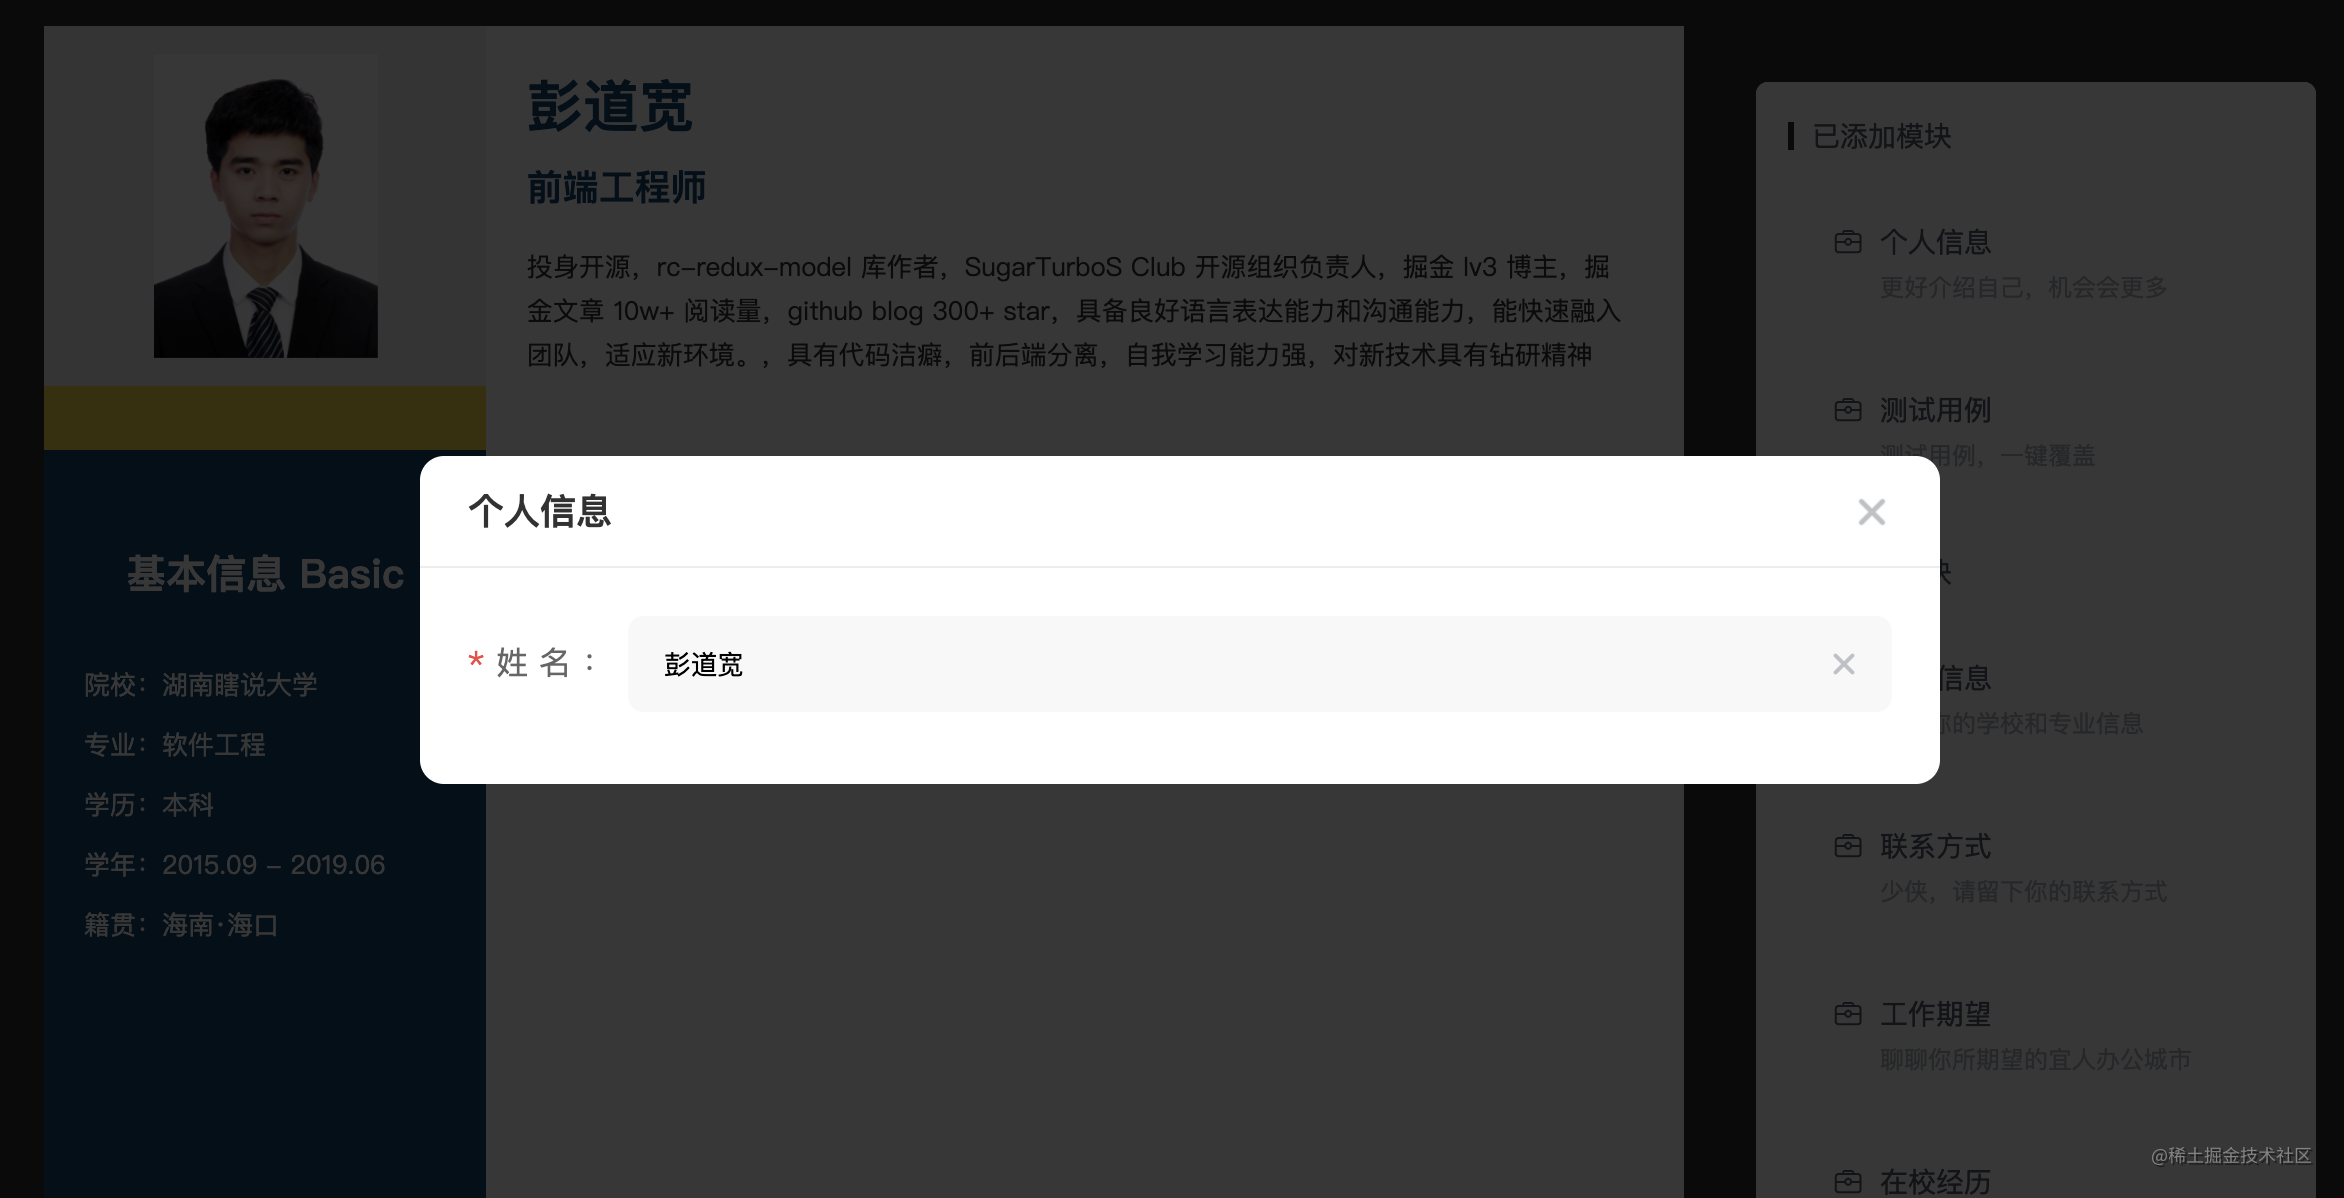 彭道宽
前端工程师
投身开源，rc-redux-model 库作者，SugarTurboS Club 开源组织负责人，掘金 lv3 博主，掘
金文章 10w+ 阅读量，github blog 300+ star，具备良好语言表达能力和沟通能力，能快速融入
团队，适应新环境。，具有代码洁癖，前后端分离，自我学习能力强，对新技术具有钻研精神
基本信息 Basic
院校：湖南瞎说大学
专业：软件工程
学历：本科
学年：2015.09 - 2019.06
籍贯：海南·海口
个人信息
* 姓 名 ：
彭道宽
已添加模块
个人信息
更好介绍自己，机会会更多
测试用例
测试用例，一键覆盖
块
信息
你的学校和专业信息
联系方式
少侠，请留下你的联系方式
工作期望
聊聊你所期望的宜人办公城市
在校经历
@稀土掘金技术社区